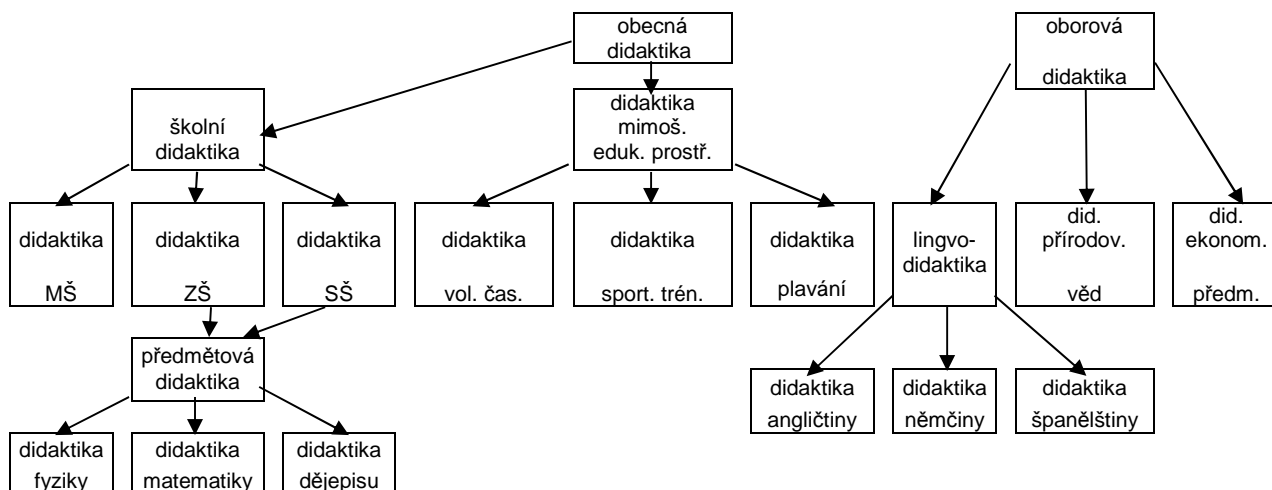 obecná
didaktika
oborová
didaktika
školní
didaktika
didaktika
mimoš.
eduk. prostř.
didaktika
MŠ
didaktika
ZŠ
didaktika
SŠ
didaktika
vol. čas.
didaktika
sport. trén.
didaktika
plavání
lingvo-
didaktika
did.
přírodov.
věd
did.
ekonom.
předm.
předmětová
didaktika
didaktika
angličtiny
didaktika
němčiny
didaktika
španělštiny
didaktika
fyziky
didaktika
matematiky
didaktika
dějepisu